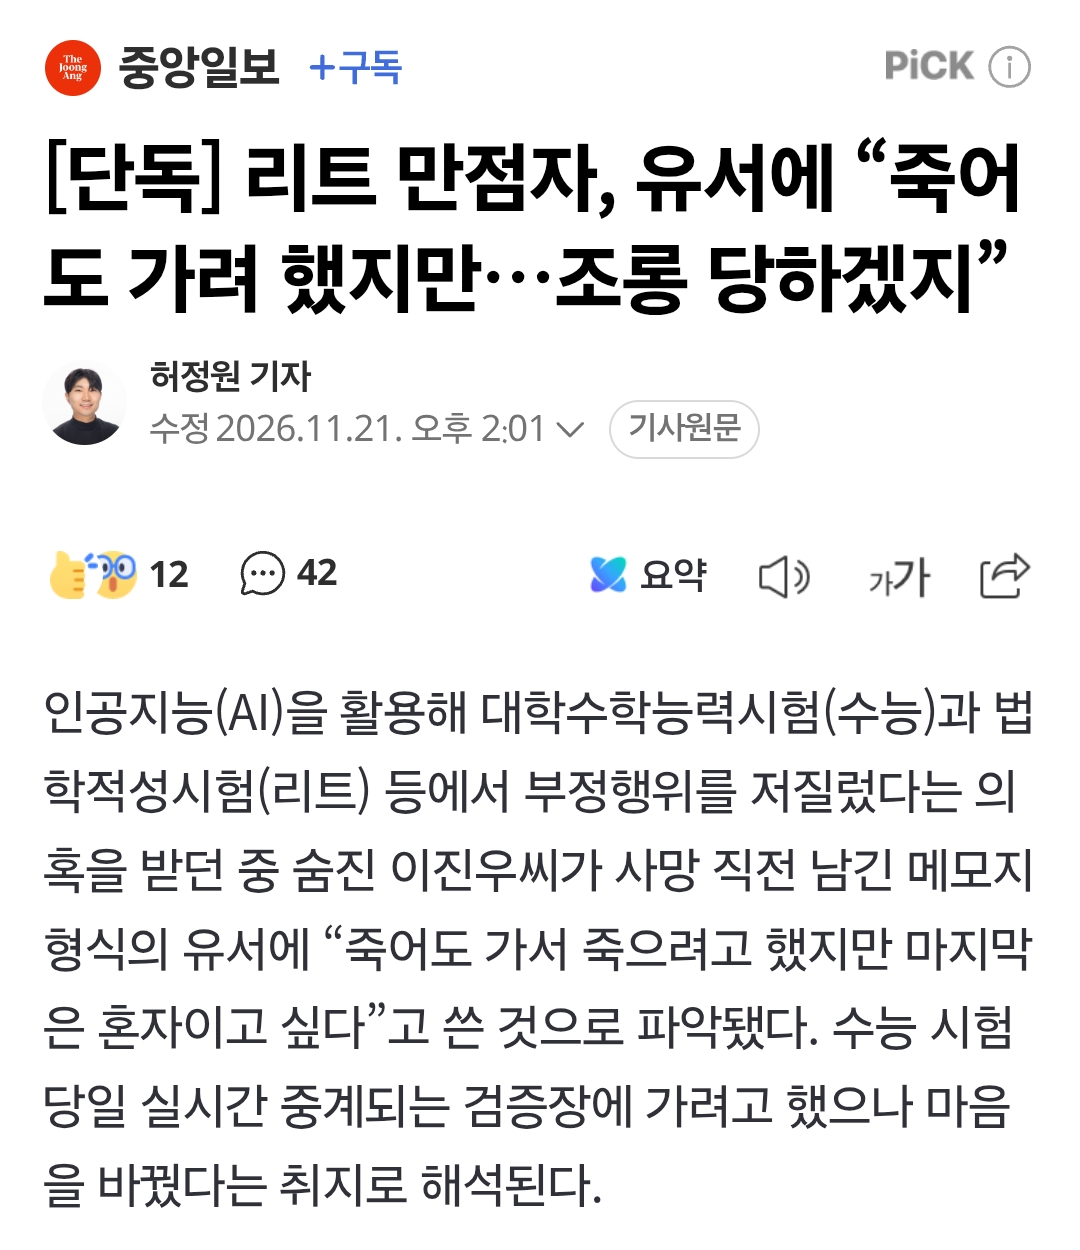 The JoongAng 중앙일보 +구독 PiCK
[단독] 리트 만점자, 유서에 “죽어
도 가려 했지만…조롱 당하겠지”
허정원 기자
수정 2026.11.21. 오후 2:01 기사원문
12 42 요약 가가
인공지능(AI)을 활용해 대학수학능력시험(수능)과 법
학적성시험(리트) 등에서 부정행위를 저질렀다는 의
혹을 받던 중 숨진 이진우씨가 사망 직전 남긴 메모지
형식의 유서에 “죽어도 가서 죽으려고 했지만 마지막
은 혼자이고 싶다”고 쓴 것으로 파악됐다. 수능 시험
당일 실시간 중계되는 검증장에 가려고 했으나 마음
을 바꿨다는 취지로 해석된다.